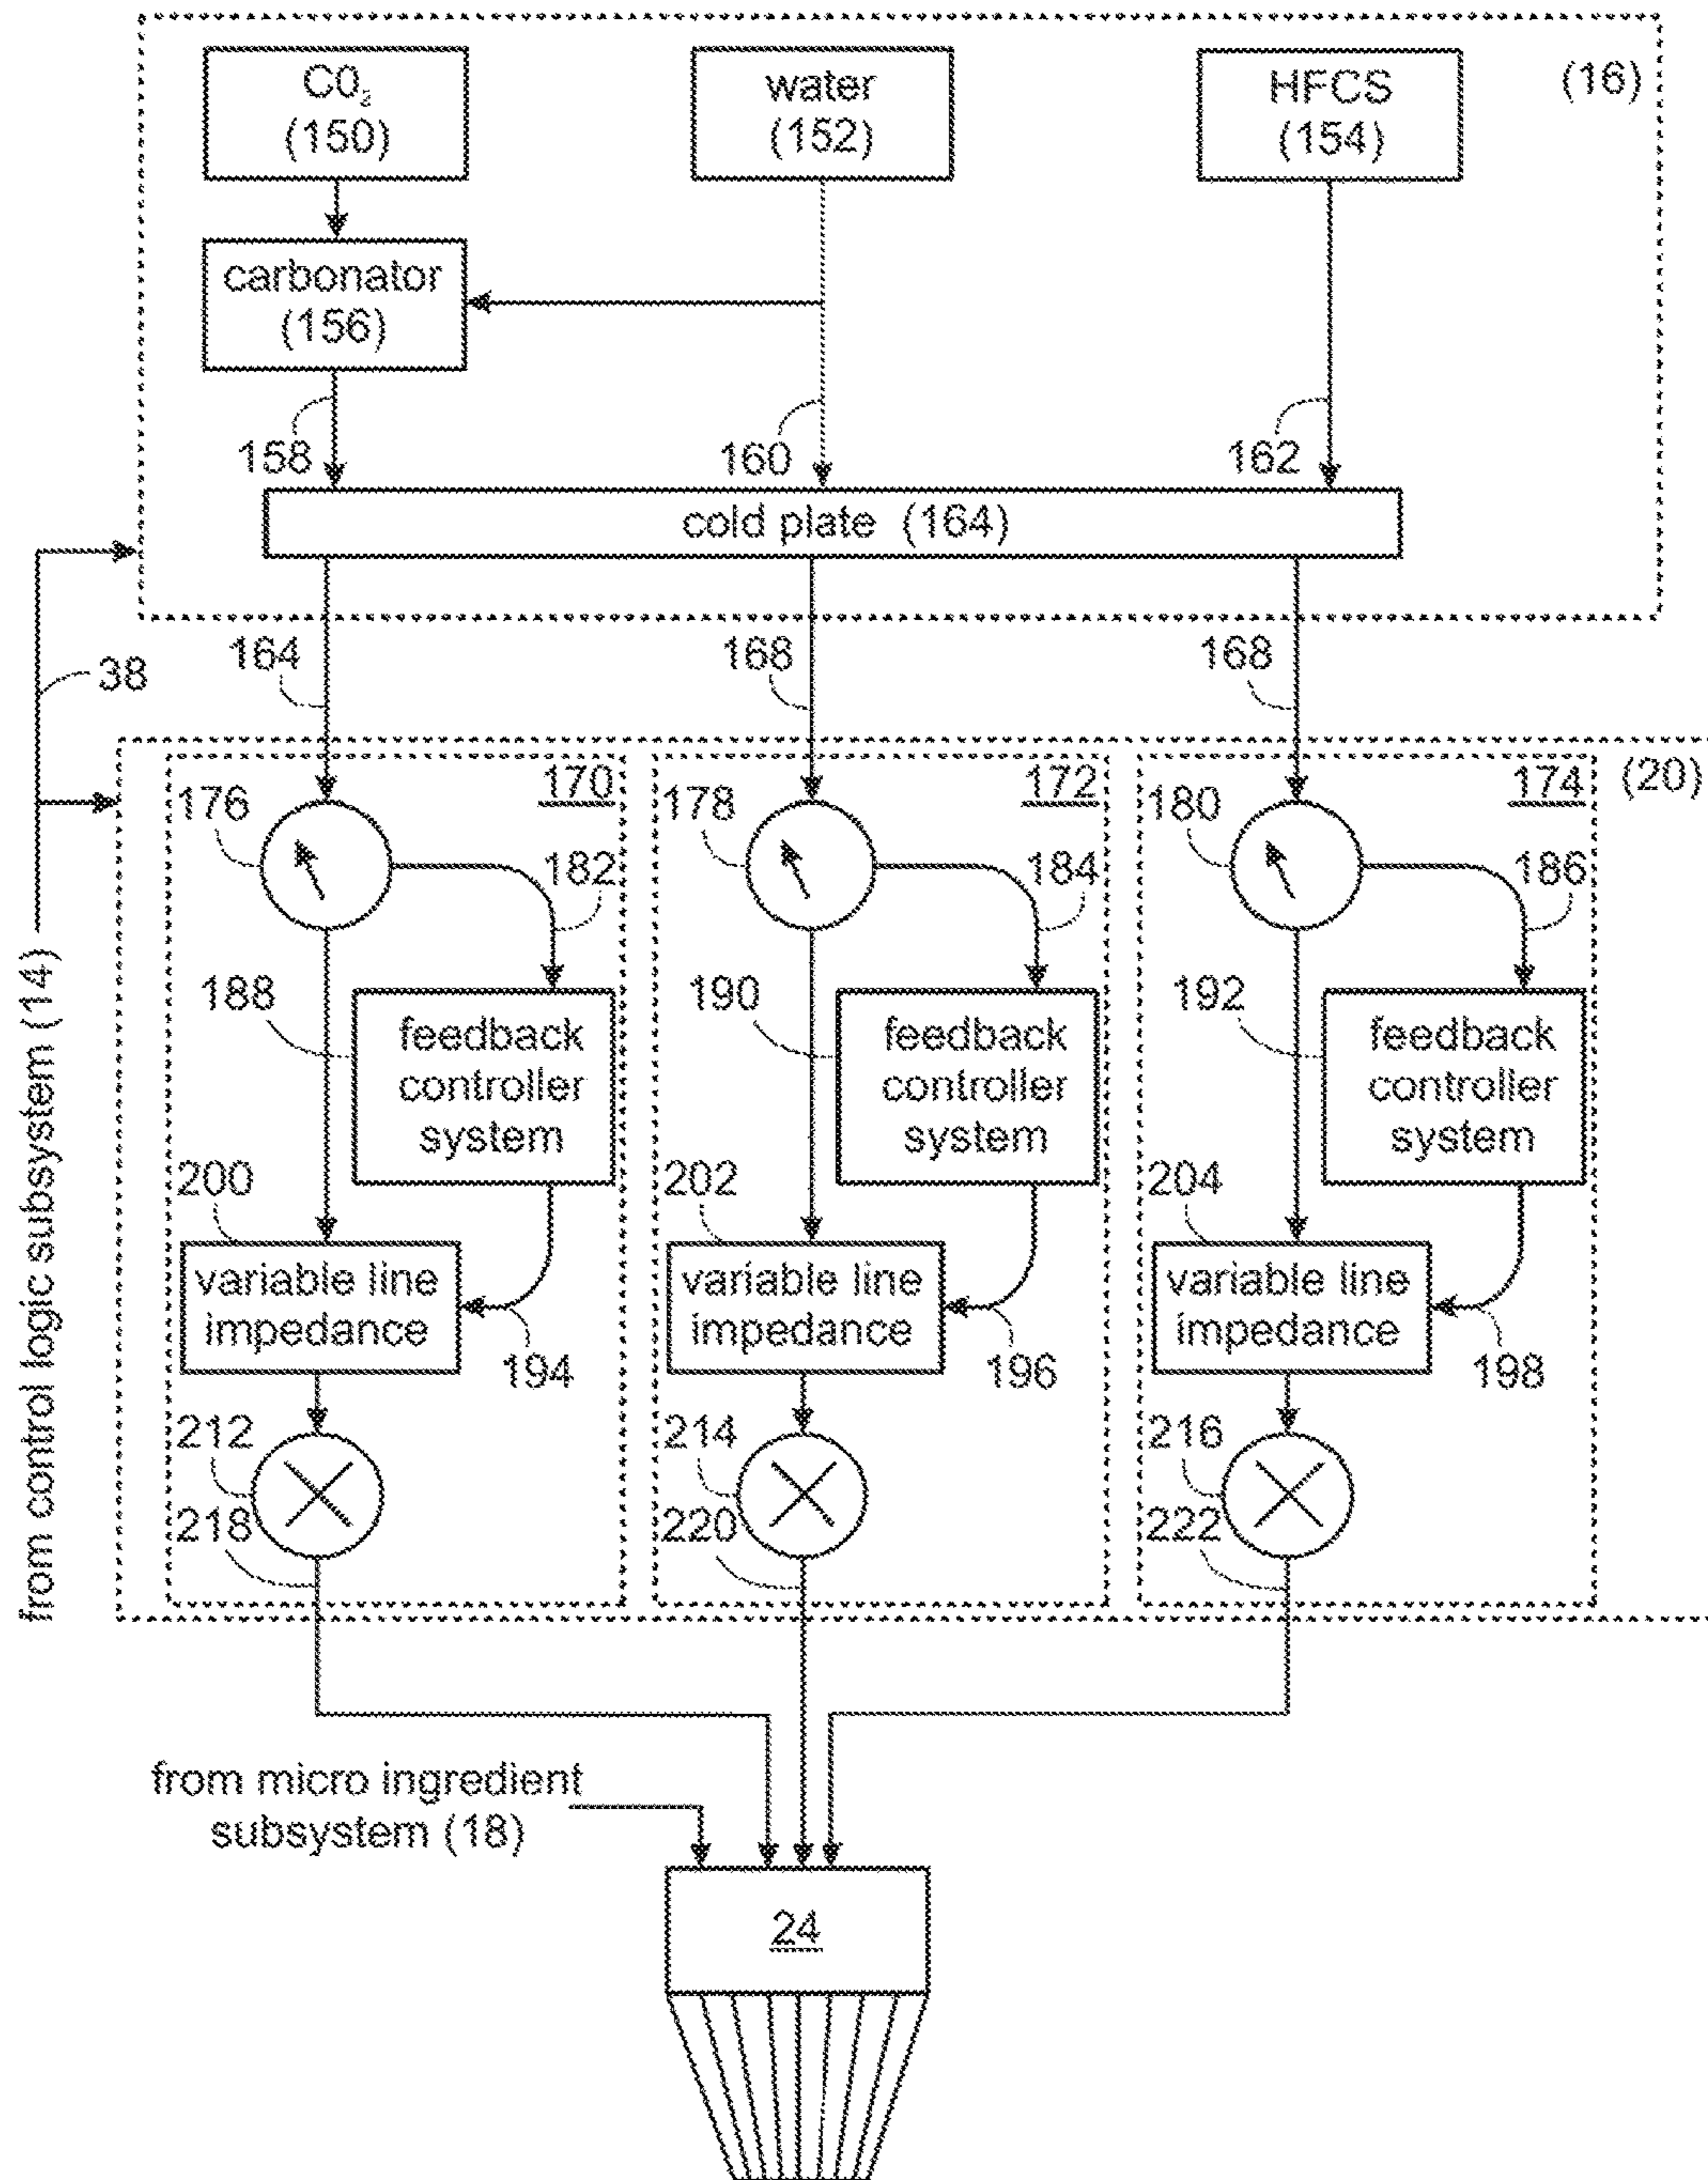 C0₂
(150)
water
(152)
HFCS
(154)
(16)
carbonator
(156)
158
160
162
cold plate (164)
164
168
168
38
170
172
174
(20)
176
178
180
182
184
186
188
190
192
feedback
controller
system
feedback
controller
system
feedback
controller
system
from control logic subsystem (14)
200
202
204
variable line
impedance
variable line
impedance
variable line
impedance
194
196
198
212
214
216
218
220
222
from micro ingredient
subsystem (18)
24